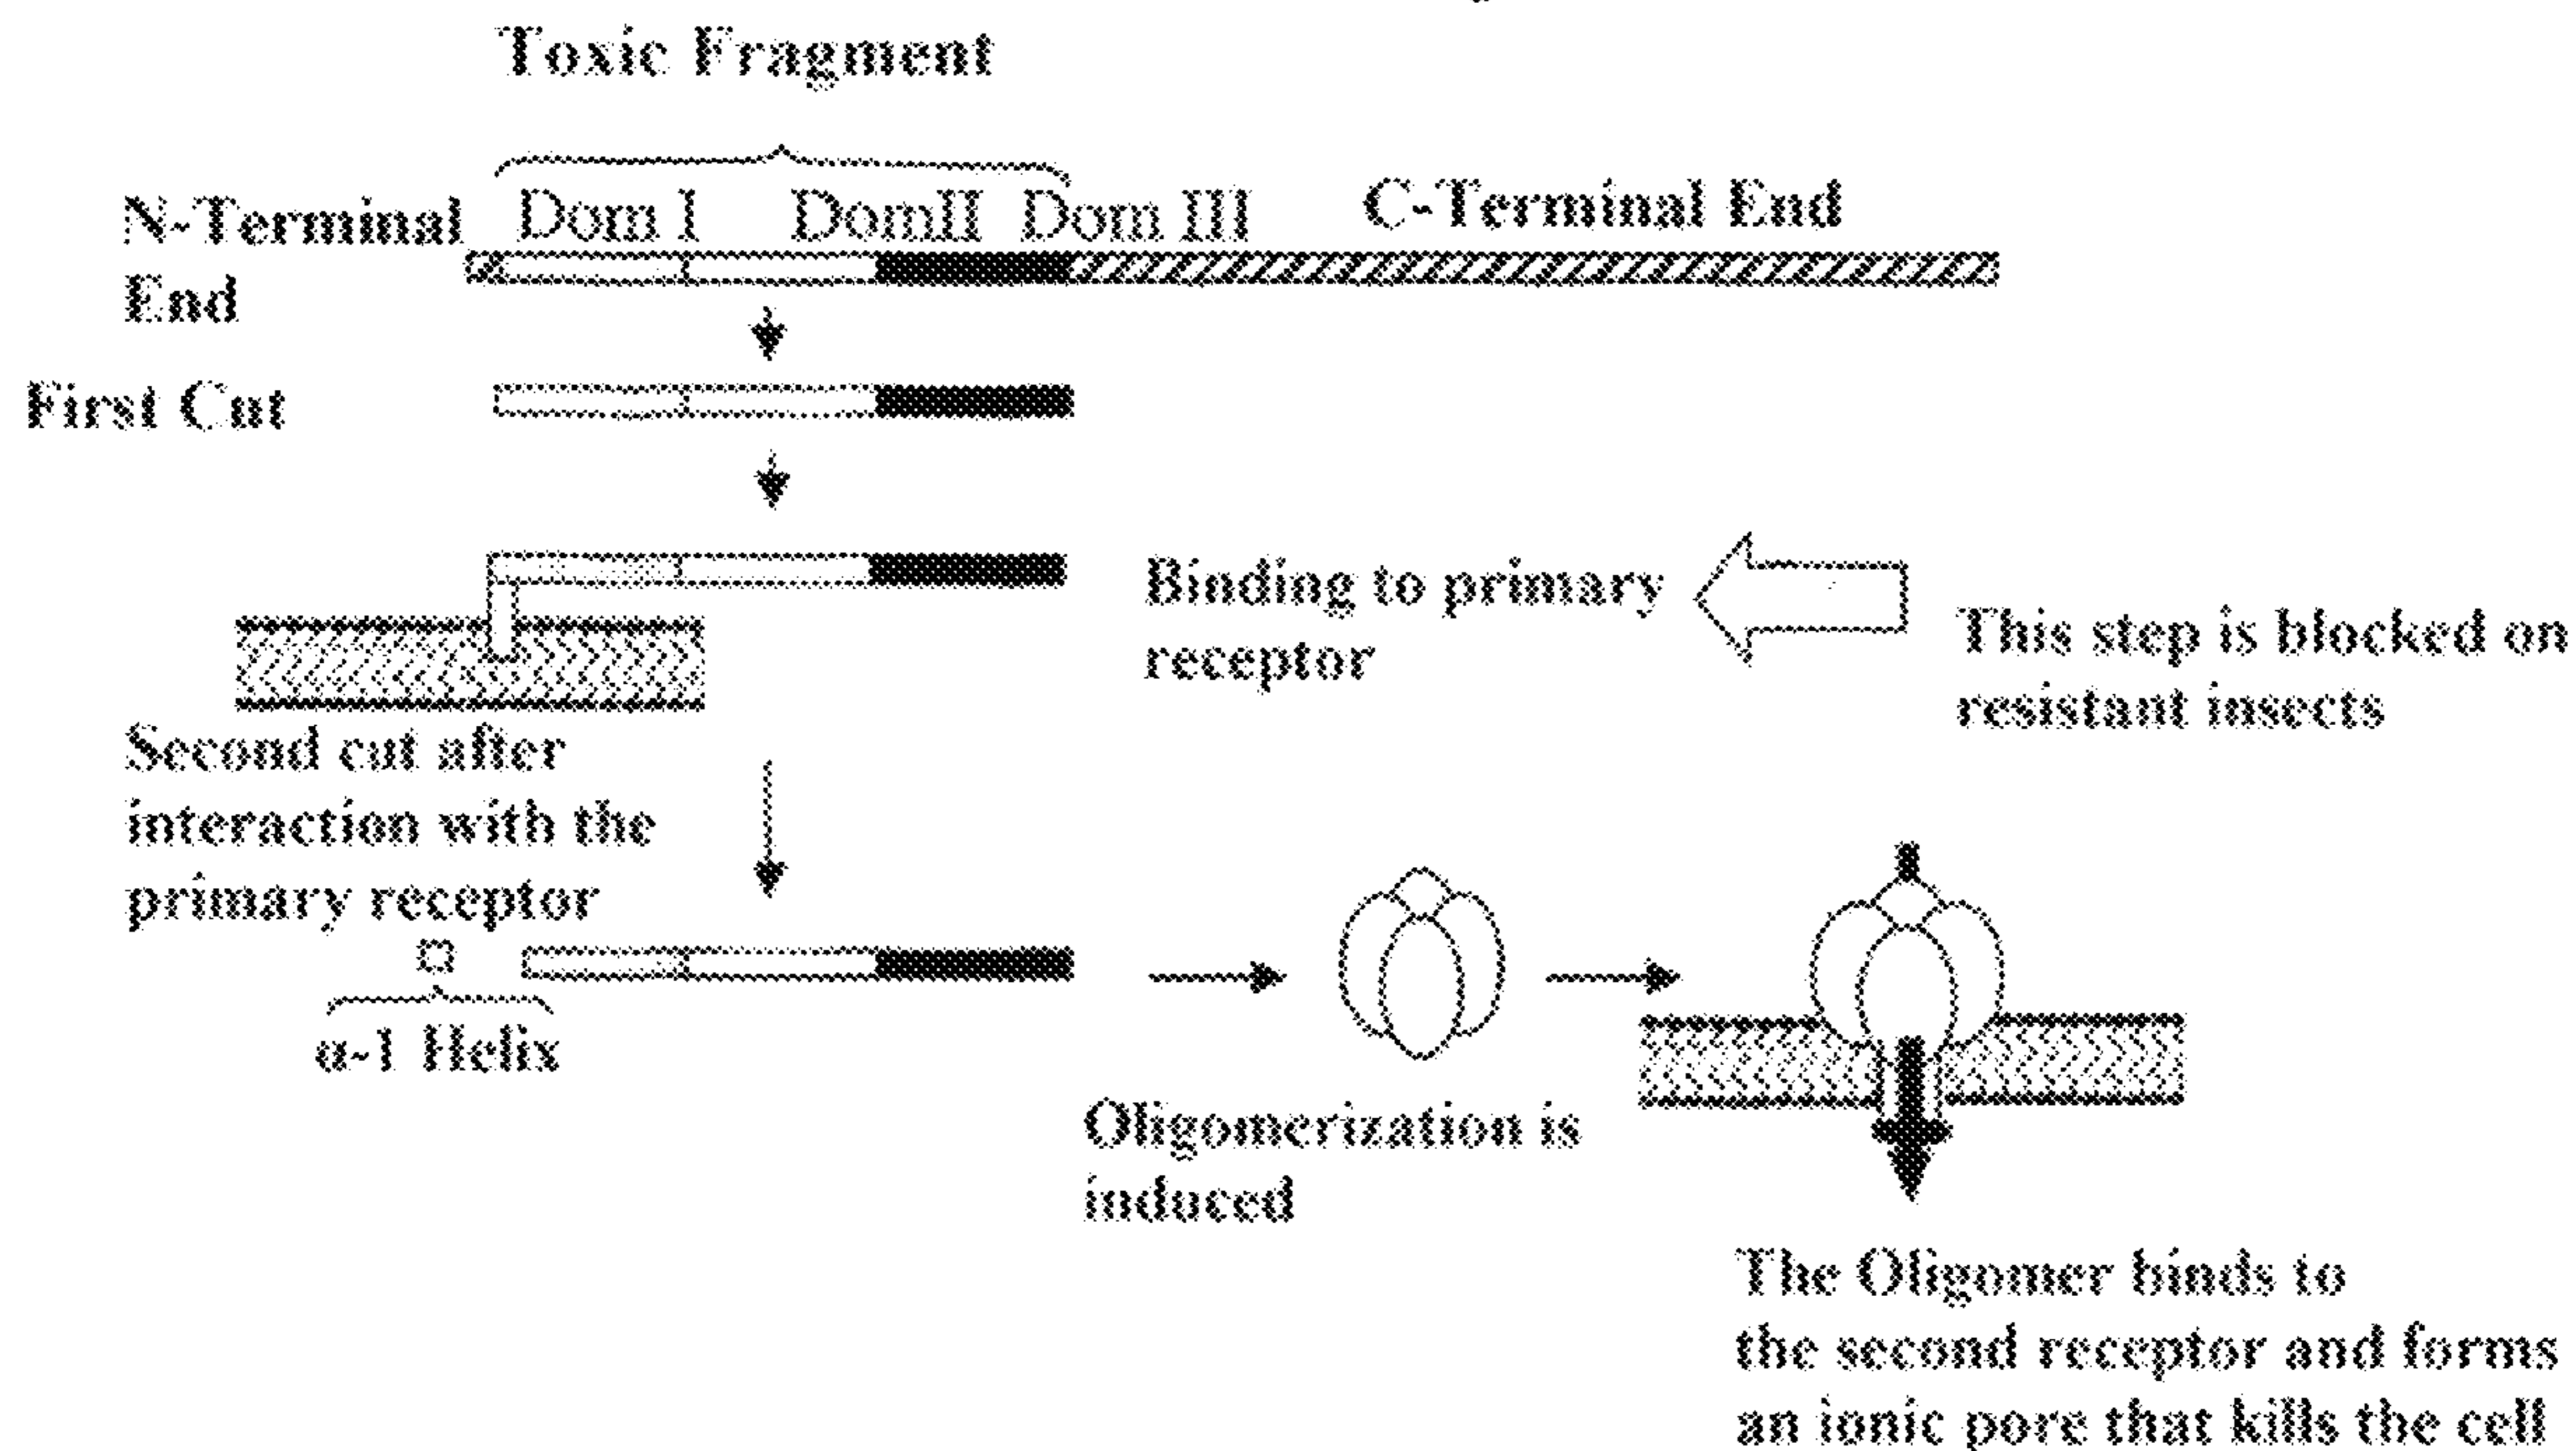 Toxic Fragment
N-Terminal
End
Dom I DomII Dom III
C-Terminal End
First Cut
Binding to primary
receptor
This step is blocked on
resistant insects
Second cut after
interaction with the
primary receptor
α-1 Helix
Oligomerization is
induced
The Oligomer binds to
the second receptor and forms
an ionic pore that kills the cell